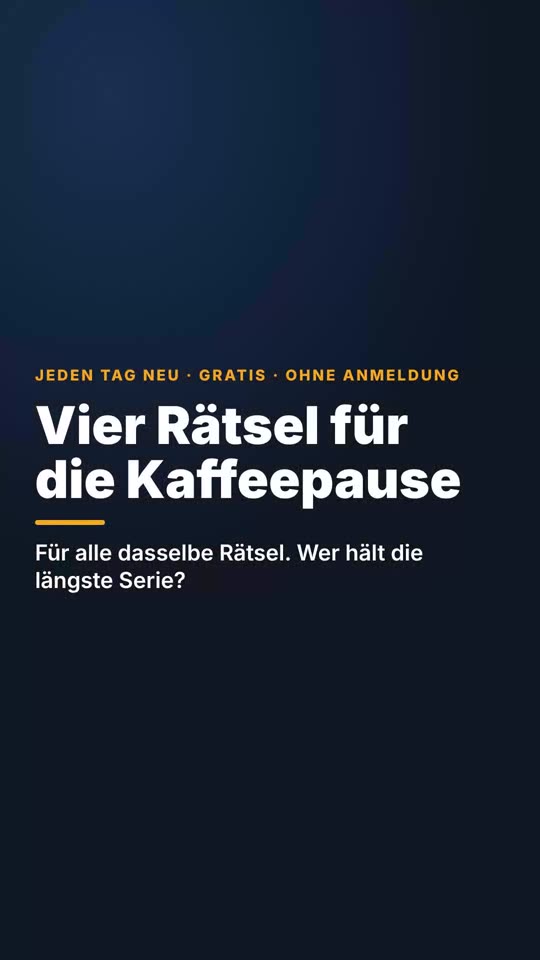 JEDEN TAG NEU · GRATIS · OHNE ANMELDUNG
Vier Rätsel für
die Kaffeepause
Für alle dasselbe Rätsel. Wer hält die
längste Serie?